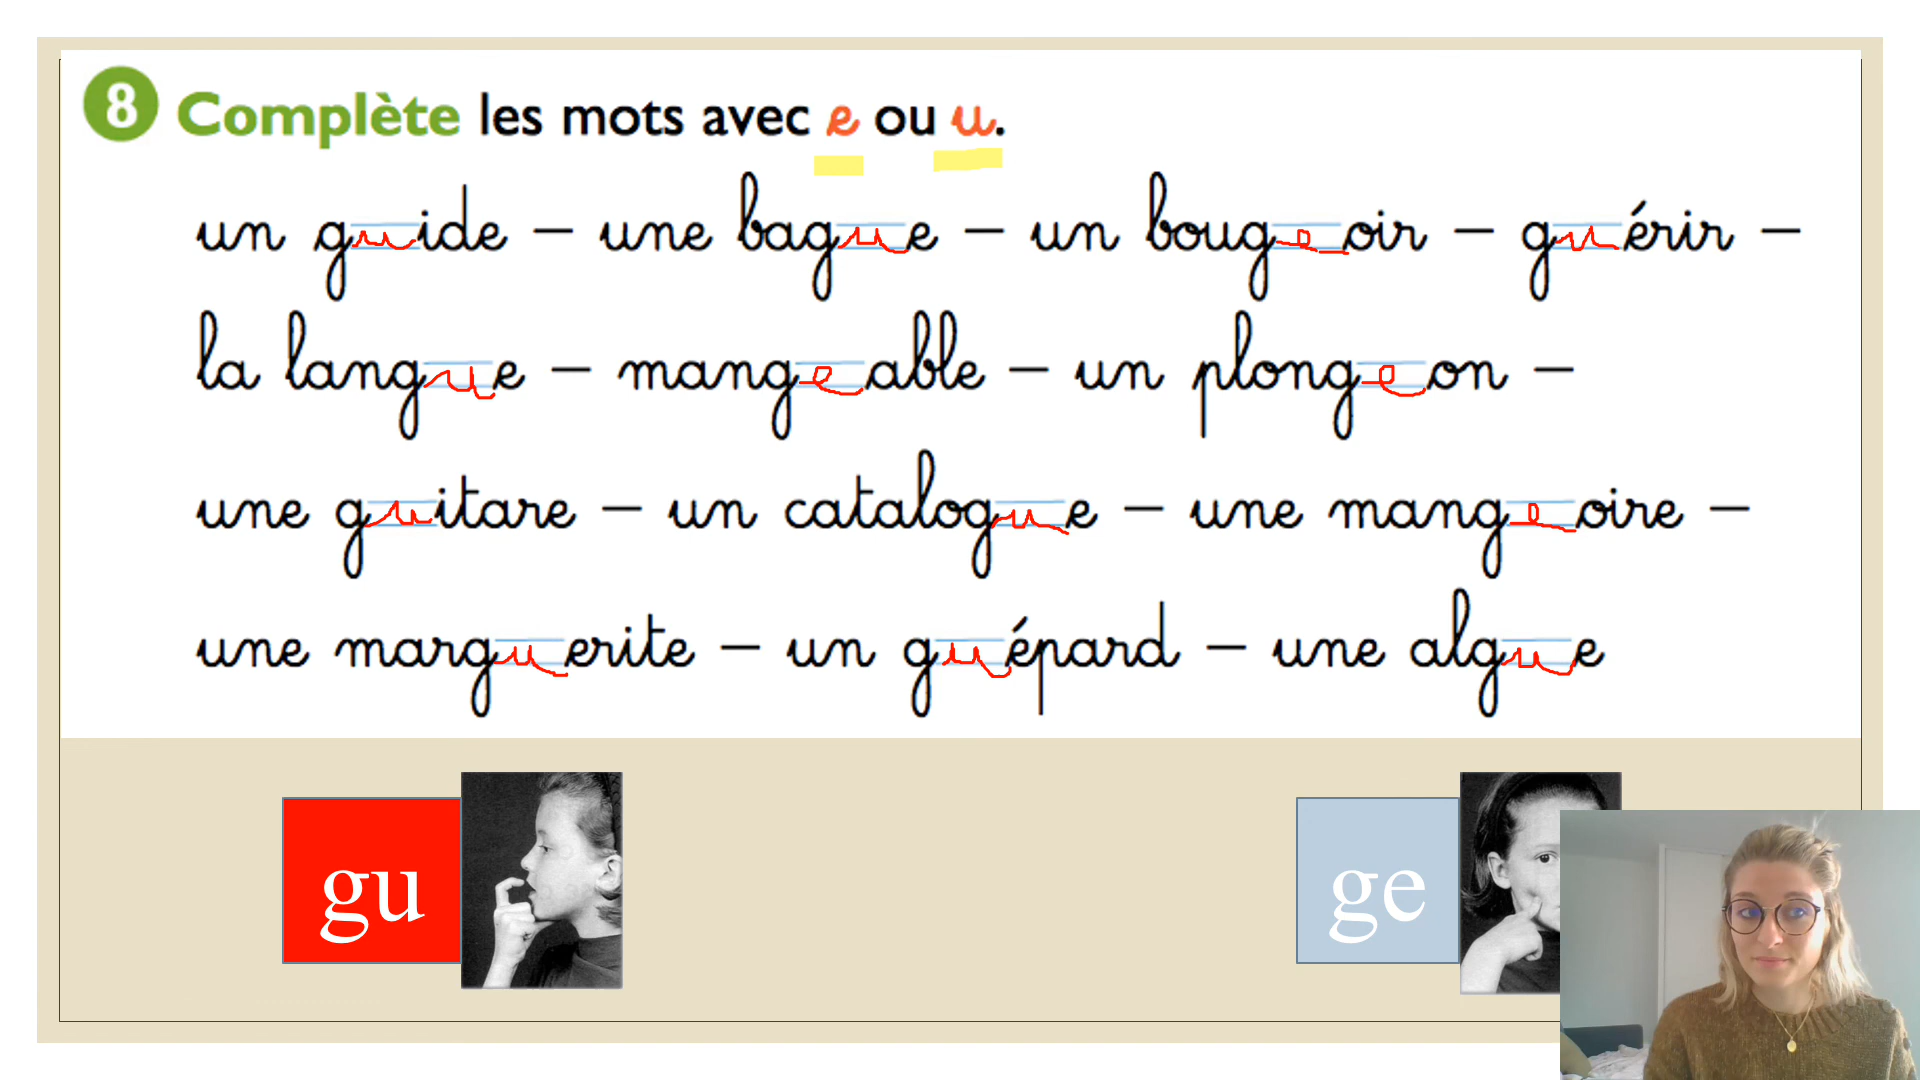 8 Complète les mots avec e ou u.
un guide – une bague – un bougeoir – guérir –
la langue – mangeable – un plongeon –
une guitare – un catalogue – une mangeoire –
une marguerite – un guépard – une algue
gu
ge